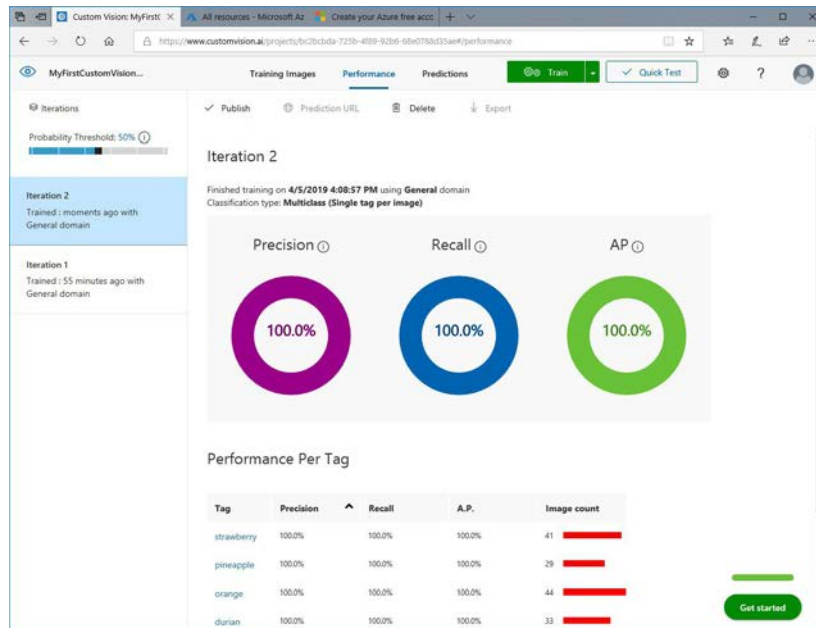 Custom Vision: MyFirstC
All resources - Microsoft Az
Create your Azure free acco
https://www.customvision.ai/projects/bc2bcbda-725b-4f89-92b6-68e0788d35ae#/performance
MyFirstCustomVision...
Training Images
Performance
Predictions
Train
Quick Test
?
Iterations
Probability Threshold: 50%
Iteration 2
Trained : moments ago with
General domain
Iteration 1
Trained : 55 minutes ago with
General domain
Publish
Prediction URL
Delete
Export
Iteration 2
Finished training on 4/5/2019 4:08:57 PM using General domain
Classification type: Multiclass (Single tag per image)
Precision
Recall
AP
100.0%
100.0%
100.0%
Performance Per Tag
Tag Precision Recall A.P. Image count
strawberry 100.0% 100.0% 100.0% 41
pineapple 100.0% 100.0% 100.0% 29
orange 100.0% 100.0% 100.0% 44
durian 100.0% 100.0% 100.0% 33
Get started